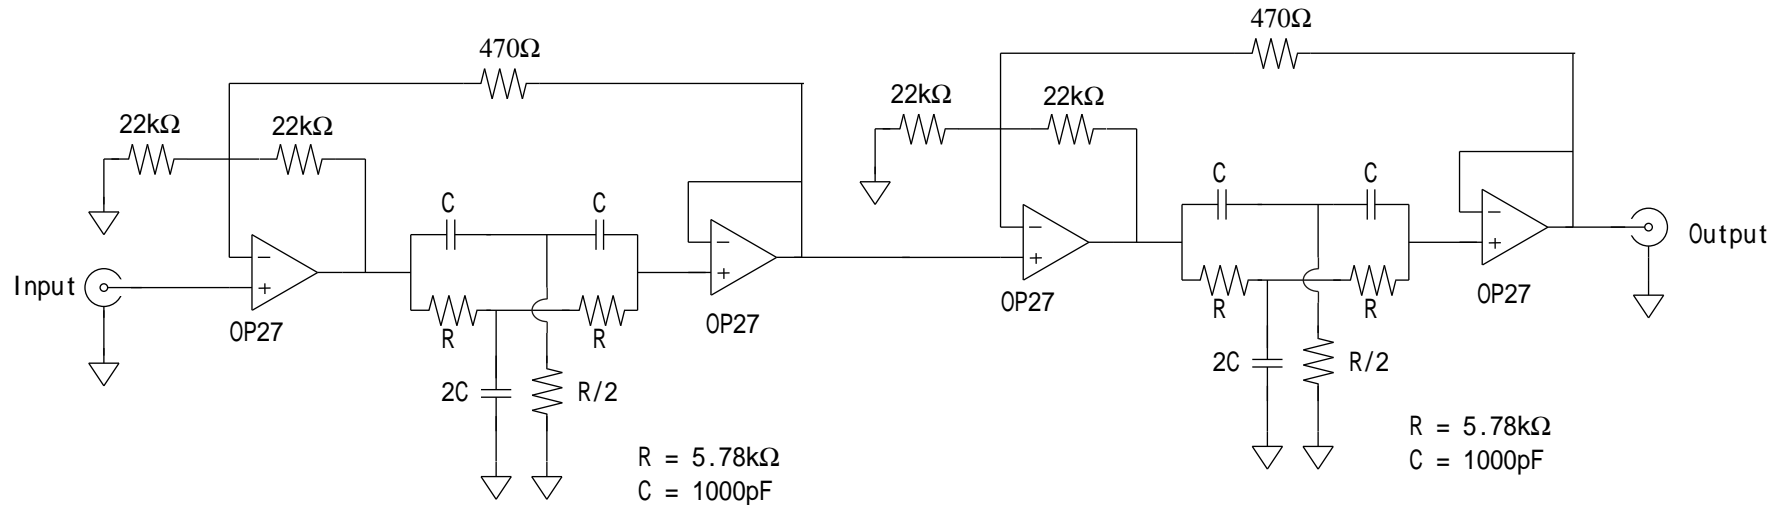 470Ω
470Ω
22kΩ
22kΩ
22kΩ
22kΩ
C
C
C
C
Input
Output
OP27
OP27
OP27
OP27
R
R
R
R
2C
R/2
2C
R/2
R = 5.78kΩ
C = 1000pF
R = 5.78kΩ
C = 1000pF